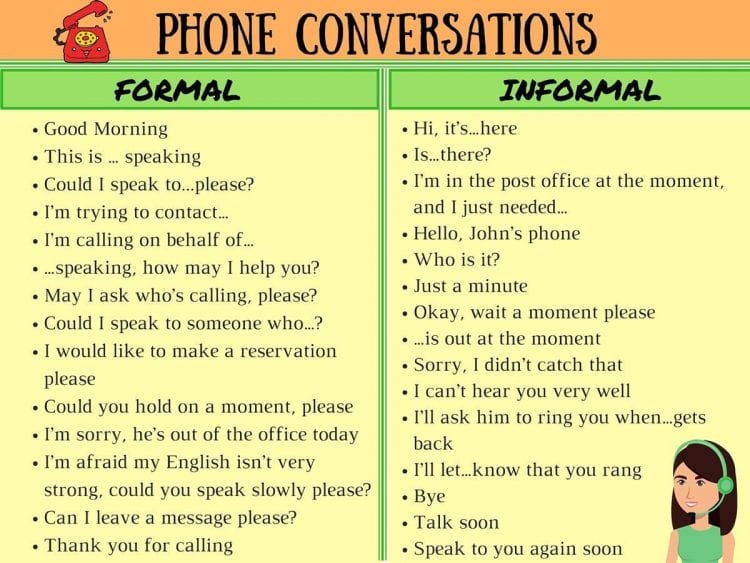 PHONE CONVERSATIONS
FORMAL
• Good Morning
• This is ... speaking
• Could I speak to...please?
• I'm trying to contact...
• I'm calling on behalf of...
• ...speaking, how may I help you?
• May I ask who's calling, please?
• Could I speak to someone who...?
• I would like to make a reservation
please
• Could you hold on a moment, please
• I'm sorry, he's out of the office today
• I'm afraid my English isn't very
strong, could you speak slowly please?
• Can I leave a message please?
• Thank you for calling
INFORMAL
• Hi, it's...here
• Is...there?
• I'm in the post office at the moment,
and I just needed...
• Hello, John's phone
• Who is it?
• Just a minute
• Okay, wait a moment please
• ...is out at the moment
• Sorry, I didn't catch that
• I can't hear you very well
• I'll ask him to ring you when...gets
back
• I'll let...know that you rang
• Bye
• Talk soon
• Speak to you again soon